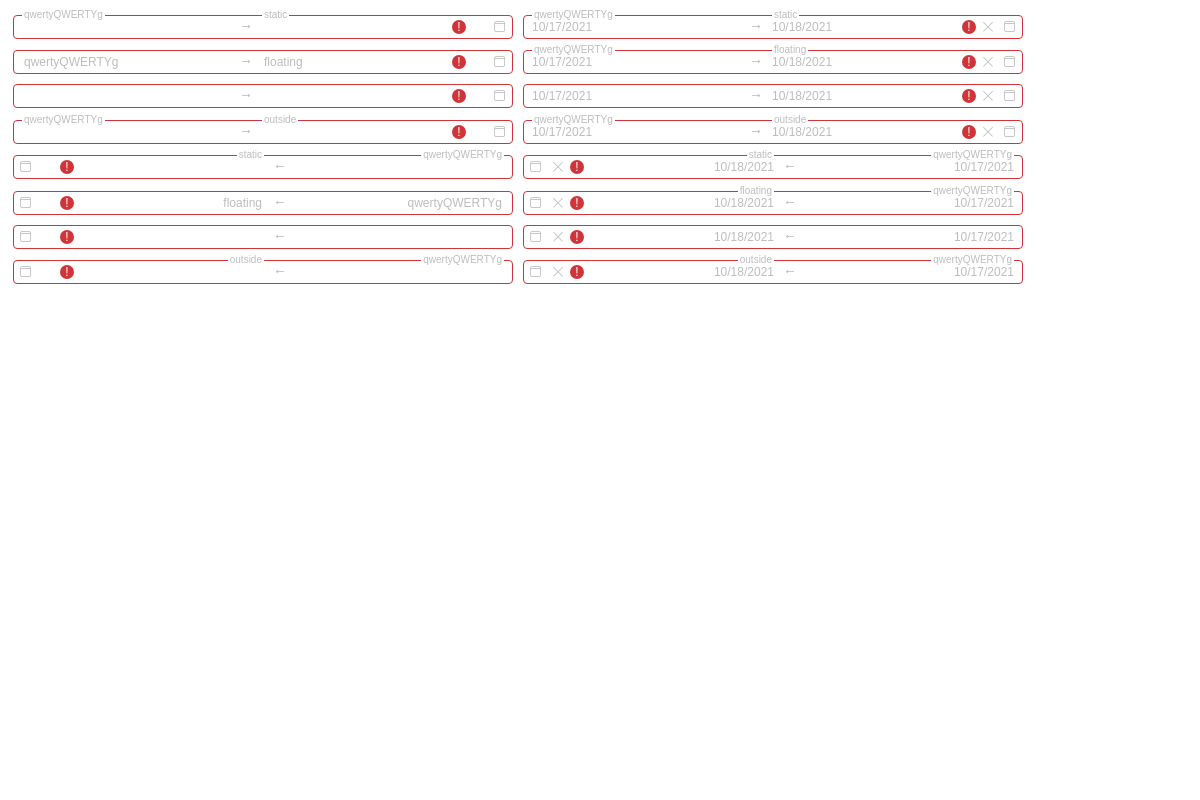 qwertyQWERTYg static qwertyQWERTYg static
→ ! 10/17/2021 → 10/18/2021 !
qwertyQWERTYg floating
qwertyQWERTYg → floating ! 10/17/2021 → 10/18/2021 !
→ ! 10/17/2021 → 10/18/2021 !
qwertyQWERTYg outside qwertyQWERTYg outside
→ ! 10/17/2021 → 10/18/2021 !
static qwertyQWERTYg static qwertyQWERTYg
! ← ! 10/18/2021 ← 10/17/2021
floating qwertyQWERTYg
! floating ← qwertyQWERTYg ! 10/18/2021 ← 10/17/2021
! ← ! 10/18/2021 ← 10/17/2021
outside qwertyQWERTYg outside qwertyQWERTYg
! ← ! 10/18/2021 ← 10/17/2021